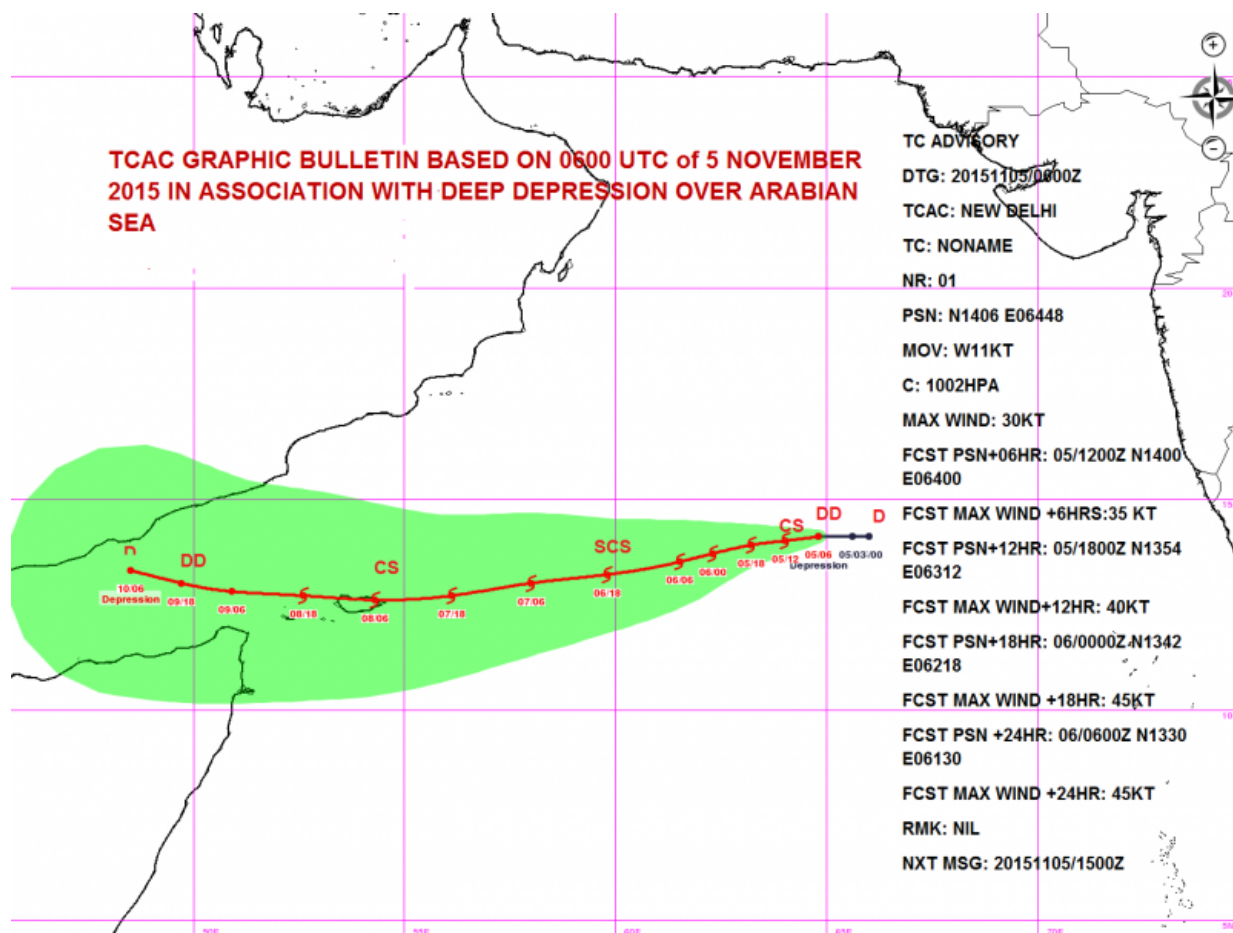 TCAC GRAPHIC BULLETIN BASED ON 0600 UTC of 5 NOVEMBER
2015 IN ASSOCIATION WITH DEEP DEPRESSION OVER ARABIAN
SEA
TC ADVISORY
DTG: 20151105/0600Z
TCAC: NEW DELHI
TC: NONAME
NR: 01
PSN: N1406 E06448
MOV: W11KT
C: 1002HPA
MAX WIND: 30KT
FCST PSN+06HR: 05/1200Z N1400
E06400
FCST MAX WIND +6HRS:35 KT
FCST PSN+12HR: 05/1800Z N1354
E06312
FCST MAX WIND+12HR: 40KT
FCST PSN+18HR: 06/0000Z N1342
E06218
FCST MAX WIND +18HR: 45KT
FCST PSN +24HR: 06/0600Z N1330
E06130
FCST MAX WIND +24HR: 45KT
RMK: NIL
NXT MSG: 20151105/1500Z
D
DD
CS
SCS
CS
DD
D
10/06
Depression
09/18
09/06
08/18
08/06
07/18
07/06
06/18
06/06
06/00
05/18
05/12
05/06
Depression
05/03/00